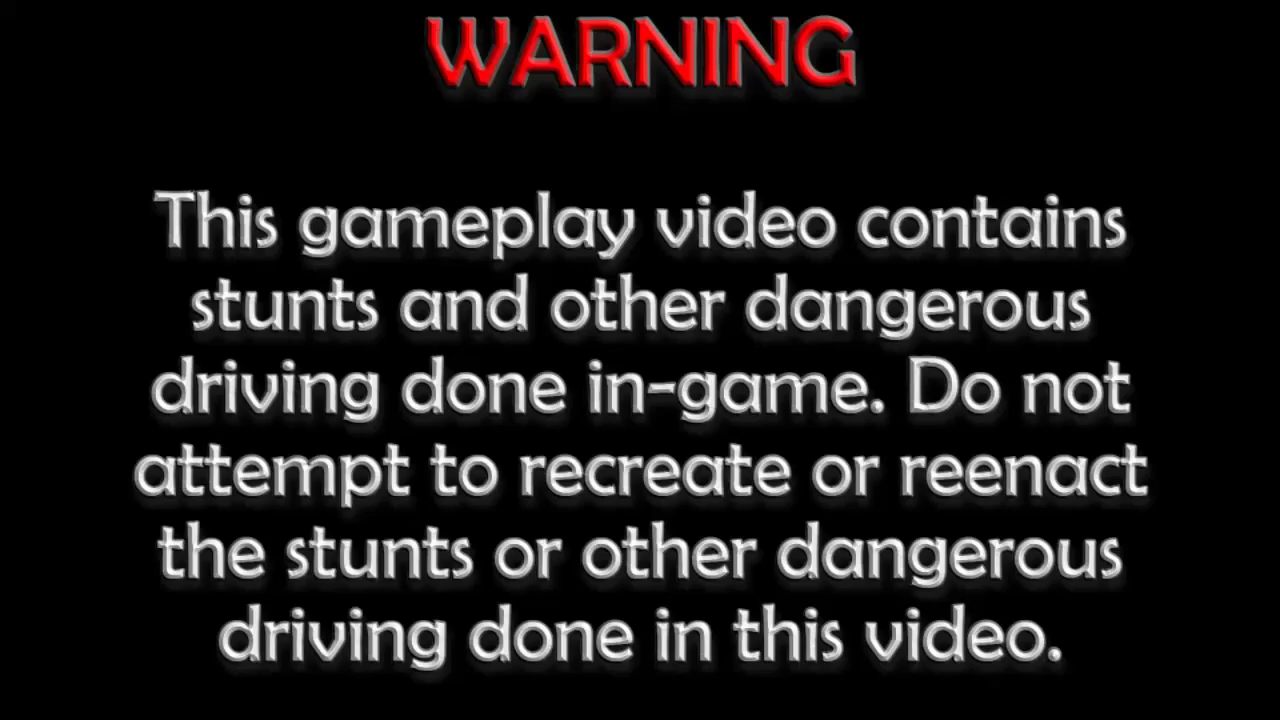 WARNING
This gameplay video contains
stunts and other dangerous
driving done in-game. Do not
attempt to recreate or reenact
the stunts or other dangerous
driving done in this video.